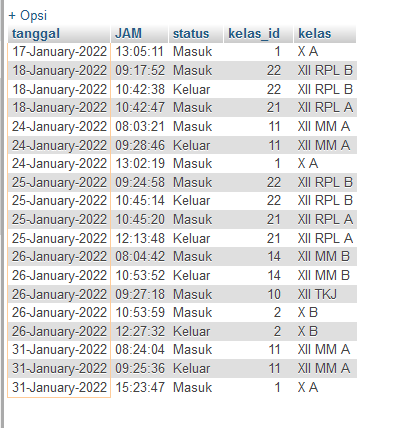 + Opsi
tanggal JAM status kelas_id kelas
17-January-2022 13:05:11 Masuk 1 X A
18-January-2022 09:17:52 Masuk 22 XII RPL B
18-January-2022 10:42:38 Keluar 22 XII RPL B
18-January-2022 10:42:47 Masuk 21 XII RPL A
24-January-2022 08:03:21 Masuk 11 XII MM A
24-January-2022 09:28:46 Keluar 11 XII MM A
24-January-2022 13:02:19 Masuk 1 X A
25-January-2022 09:24:58 Masuk 22 XII RPL B
25-January-2022 10:45:14 Keluar 22 XII RPL B
25-January-2022 10:45:20 Masuk 21 XII RPL A
25-January-2022 12:13:48 Keluar 21 XII RPL A
26-January-2022 08:04:42 Masuk 14 XII MM B
26-January-2022 10:53:52 Keluar 14 XII MM B
26-January-2022 09:27:18 Masuk 10 XII TKJ
26-January-2022 10:53:59 Masuk 2 X B
26-January-2022 12:27:32 Keluar 2 X B
31-January-2022 08:24:04 Masuk 11 XII MM A
31-January-2022 09:25:36 Keluar 11 XII MM A
31-January-2022 15:23:47 Masuk 1 X A